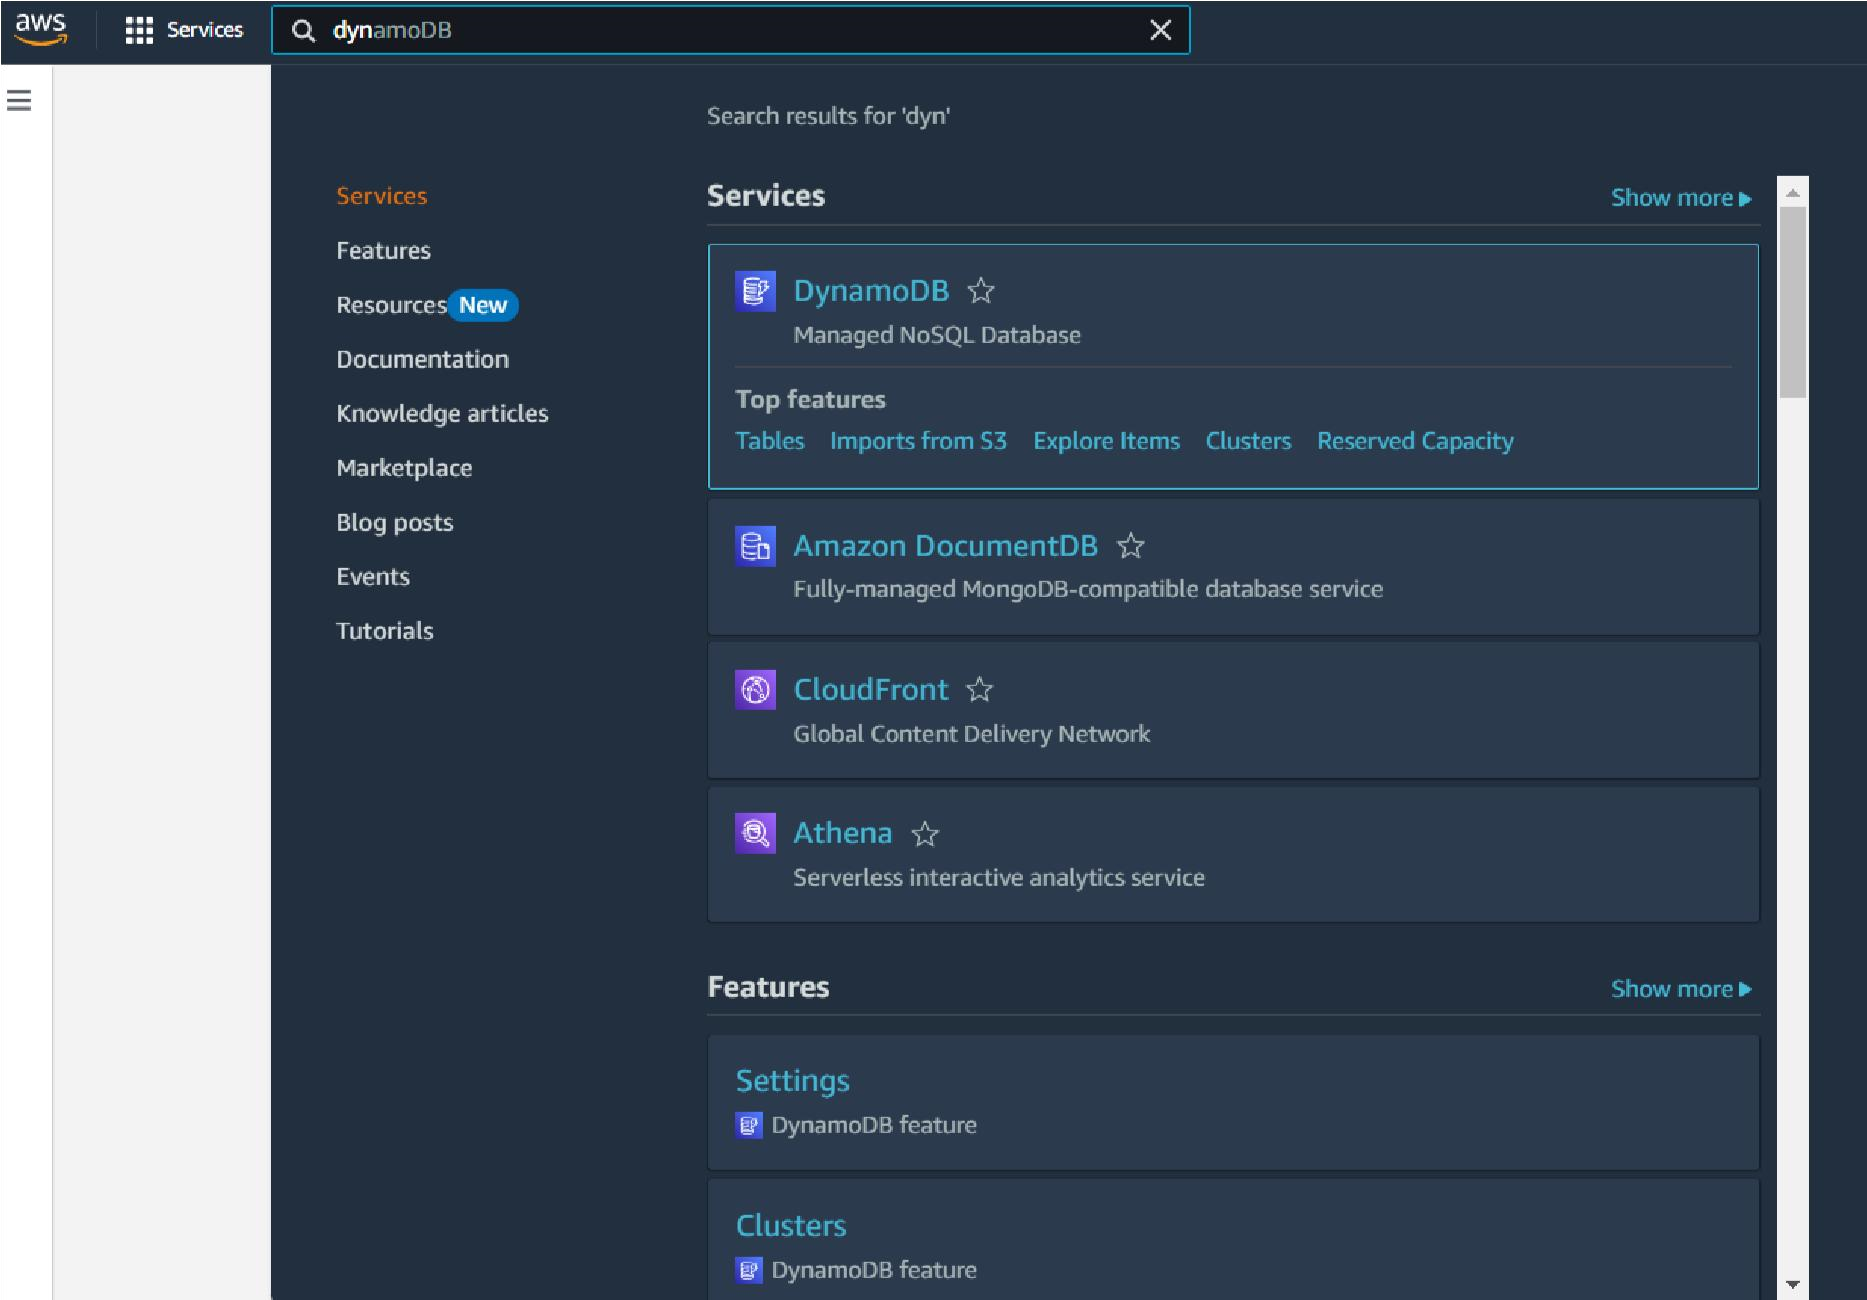 aws
Services
dynamoDB
Search results for 'dyn'
Services
Features
Resources New
Documentation
Knowledge articles
Marketplace
Blog posts
Events
Tutorials
Services
Show more
DynamoDB
Managed NoSQL Database
Top features
Tables Imports from S3 Explore Items Clusters Reserved Capacity
Amazon DocumentDB
Fully-managed MongoDB-compatible database service
CloudFront
Global Content Delivery Network
Athena
Serverless interactive analytics service
Features
Show more
Settings
DynamoDB feature
Clusters
DynamoDB feature